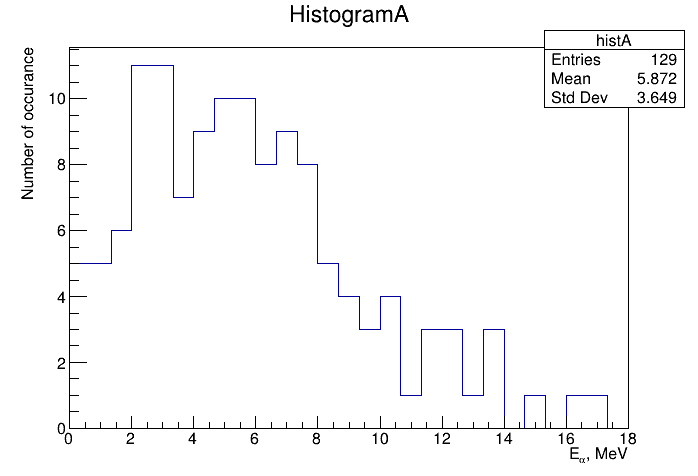 HistogramA
histA
Entries 129
Mean 5.872
Std Dev 3.649
Number of occurance
10
8
6
4
2
0
0 2 4 6 8 10 12 14 16 18
Eα, MeV